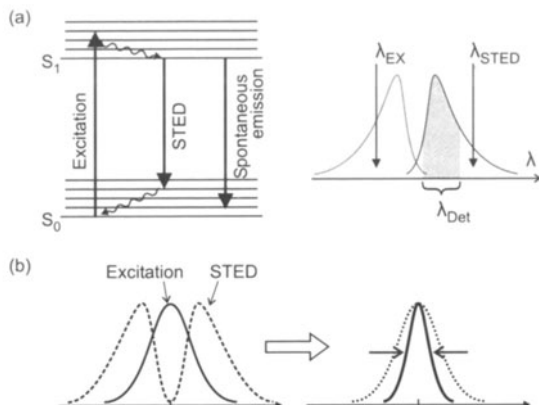 (a)
S1
Excitation
STED
Spontaneous
emission
S0
λEX
λSTED
λ
λDet
(b)
Excitation
STED